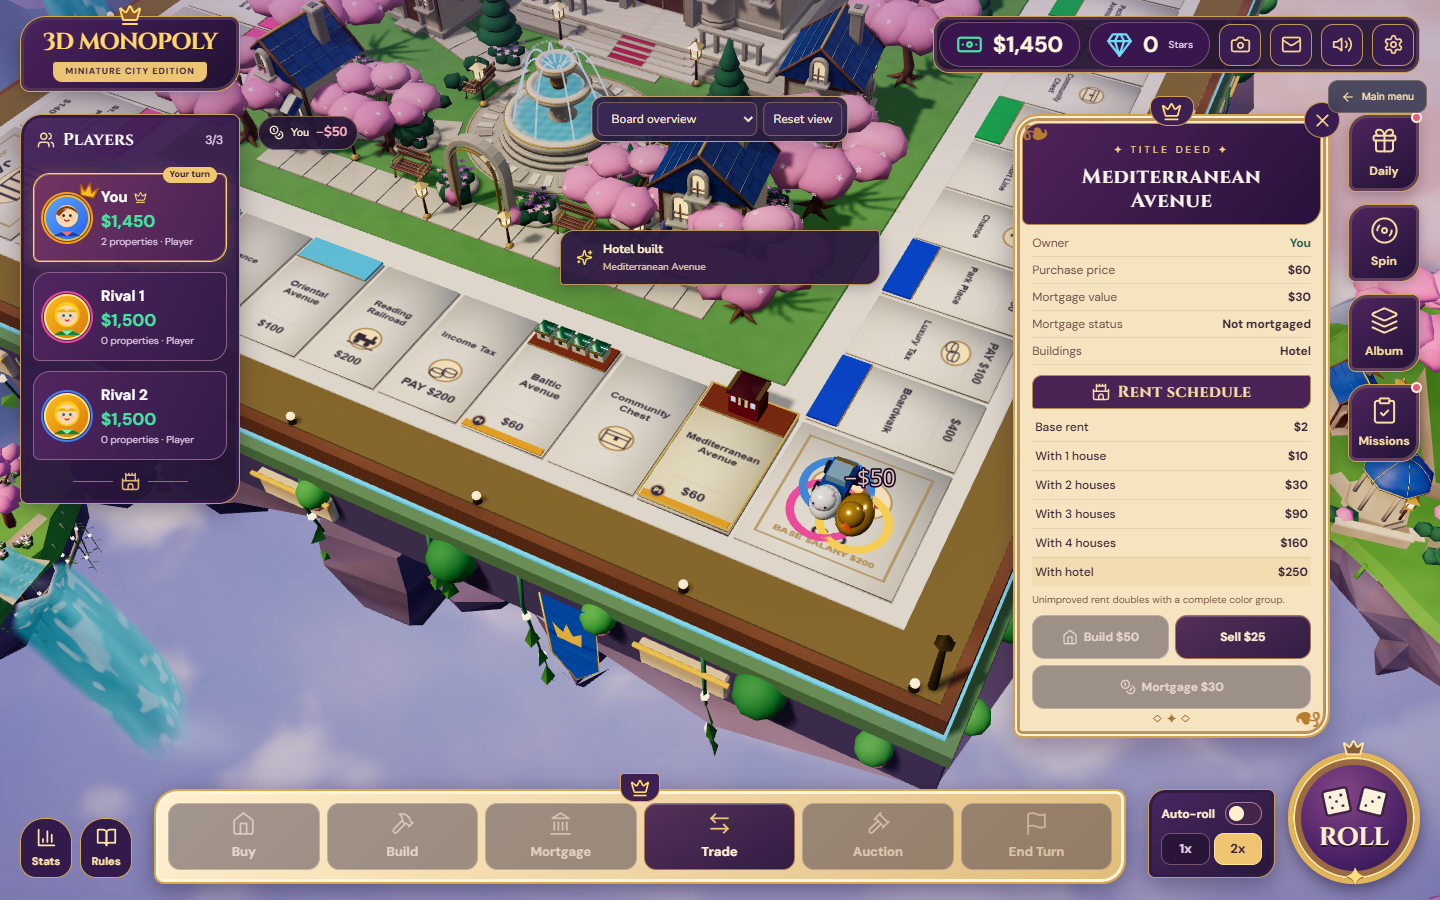 3D MONOPOLY
MINIATURE CITY EDITION
$1,450
0 Stars
Main menu
PLAYERS
3/3
Your turn
You
$1,450
2 properties · Player
Rival 1
$1,500
0 properties · Player
Rival 2
$1,500
0 properties · Player
You −$50
Board overview
Reset view
Hotel built
Mediterranean Avenue
Oriental
Avenue
$100
Reading
Railroad
$200
Income Tax
PAY $200
Baltic
Avenue
$60
Community
Chest
Mediterranean
Avenue
$60
−$50
BASE SALARY $200
Boardwalk
$400
Luxury Tax
PAY $100
Park Place
Chance
Community
Chest
✦ TITLE DEED ✦
MEDITERRANEAN
AVENUE
Owner You
Purchase price $60
Mortgage value $30
Mortgage status Not mortgaged
Buildings Hotel
RENT SCHEDULE
Base rent $2
With 1 house $10
With 2 houses $30
With 3 houses $90
With 4 houses $160
With hotel $250
Unimproved rent doubles with a complete color group.
Build $50
Sell $25
Mortgage $30
Daily
Spin
Album
Missions
Stats
Rules
Buy
Build
Mortgage
Trade
Auction
End Turn
Auto-roll
1x
2x
ROLL